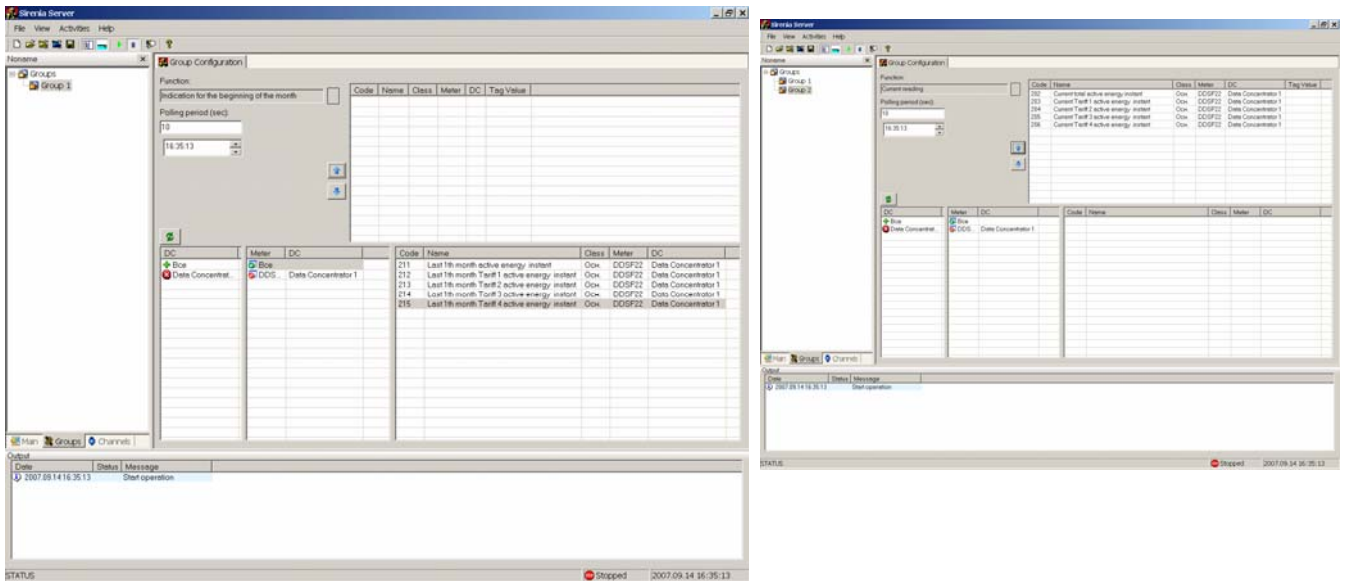 Sirenia Server
File View Activities Help
Noname
Groups
Group 1
Group Configuration
Function:
Indication for the beginning of the month
Polling period (sec):
10
16:35:13
Code Name Class Meter DC Tag Value
DC
Все
Data Concentrat..
Meter DC
Все
DDS... Data Concentrator 1
Code Name Class Meter DC
211 Last 1th month active energy instant Осн. DDSF22 Data Concentrator 1
212 Last 1th month Tariff 1 active energy instant Осн. DDSF22 Data Concentrator 1
213 Last 1th month Tariff 2 active energy instant Осн. DDSF22 Data Concentrator 1
214 Last 1th month Tariff 3 active energy instant Осн. DDSF22 Data Concentrator 1
215 Last 1th month Tariff 4 active energy instant Осн. DDSF22 Data Concentrator 1
Main Groups Channels
Output
Date Status Message
2007.09.14 16:35:13 Start operation
STATUS Stopped 2007.09.14 16:35:13
Sirenia Server
File View Activities Help
Noname
Groups
Group 1
Group 2
Group Configuration
Function:
Current reading
Polling period (sec):
10
16:35:13
Code Name Class Meter DC Tag Value
Current total active energy instant Осн. DDSF22 Data Concentrator 1
203 Current Tariff 1 active energy instant Осн. DDSF22 Data Concentrator 1
204 Current Tariff 2 active energy instant Осн. DDSF22 Data Concentrator 1
205 Current Tariff 3 active energy instant Осн. DDSF22 Data Concentrator 1
206 Current Tariff 4 active energy instant Осн. DDSF22 Data Concentrator 1
DC
Все
Data Concentrat..
Meter DC
Все
DDS... Data Concentrator 1
Code Name Class Meter DC
Main Groups Channels
Output
Date Status Message
2007.09.14 16:35:13 Start operation
STATUS Stopped 2007.09.14 16:35:13